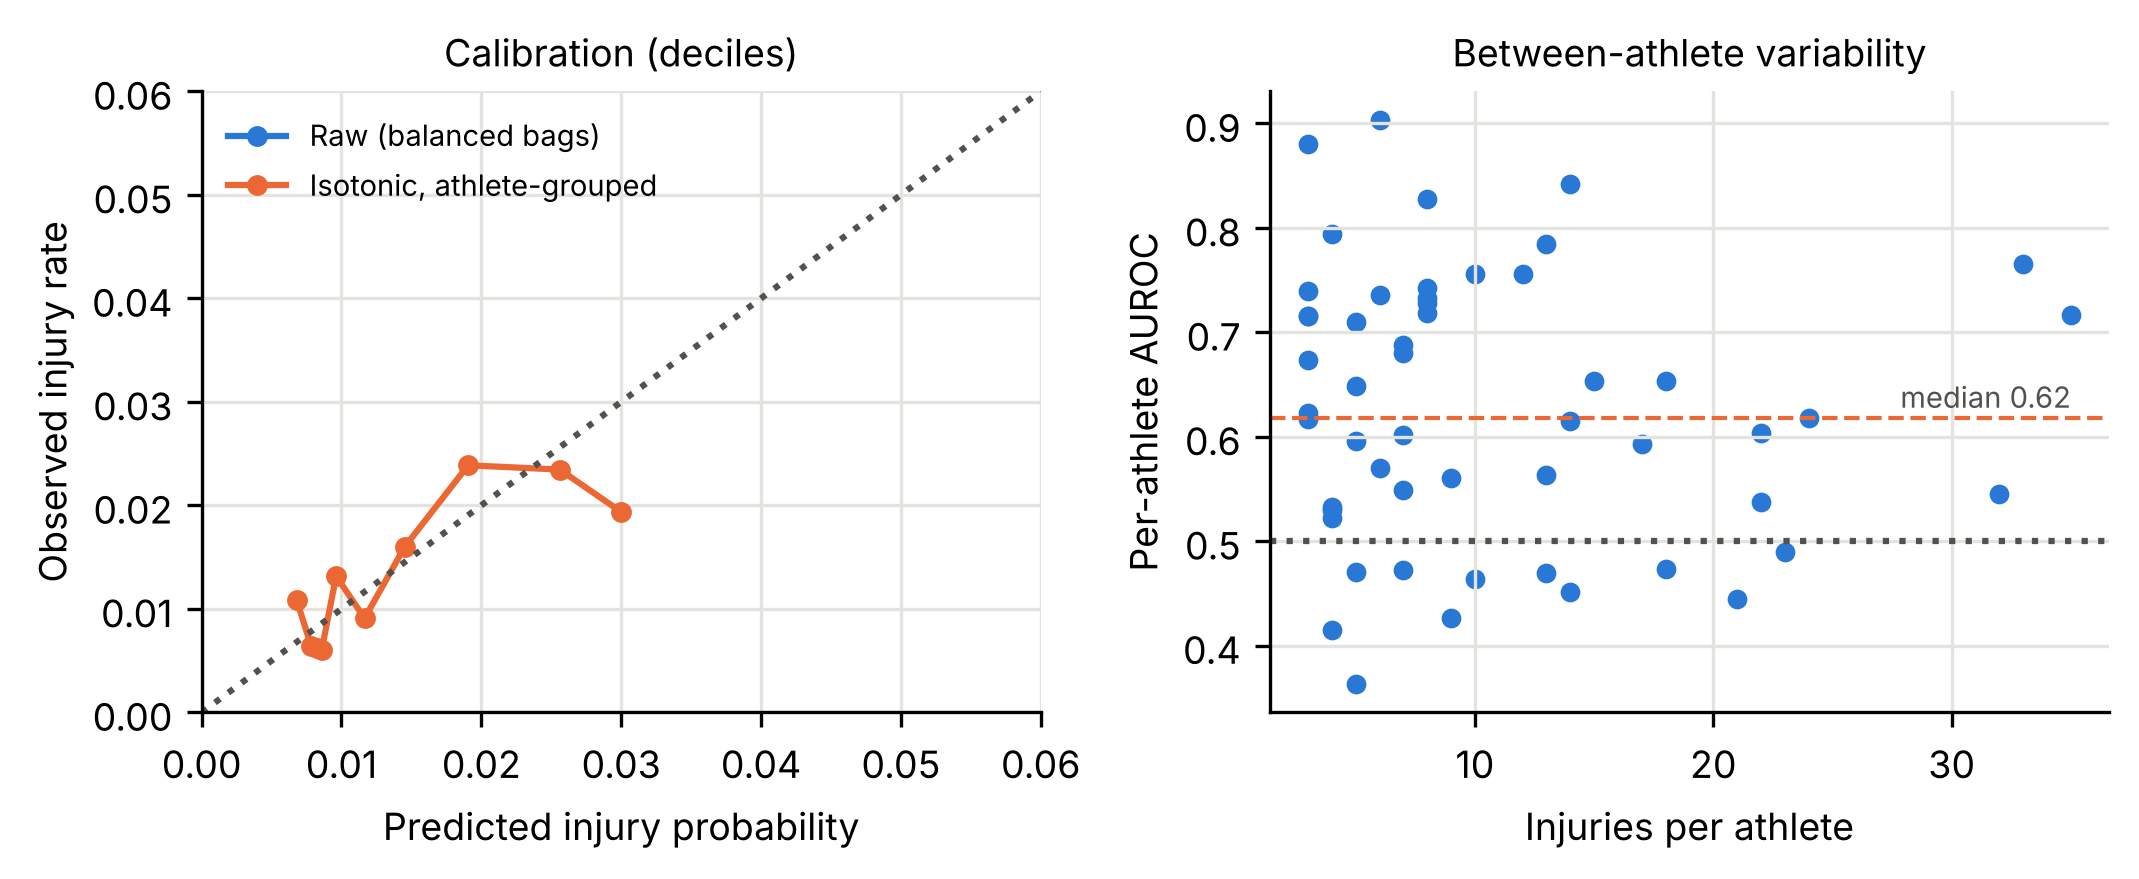 Calibration (deciles)
0.06
0.05
0.04
0.03
0.02
0.01
0.00
Observed injury rate
Raw (balanced bags)
Isotonic, athlete-grouped
0.00 0.01 0.02 0.03 0.04 0.05 0.06
Predicted injury probability
Between-athlete variability
0.9
0.8
0.7
0.6
0.5
0.4
Per-athlete AUROC
median 0.62
10 20 30
Injuries per athlete